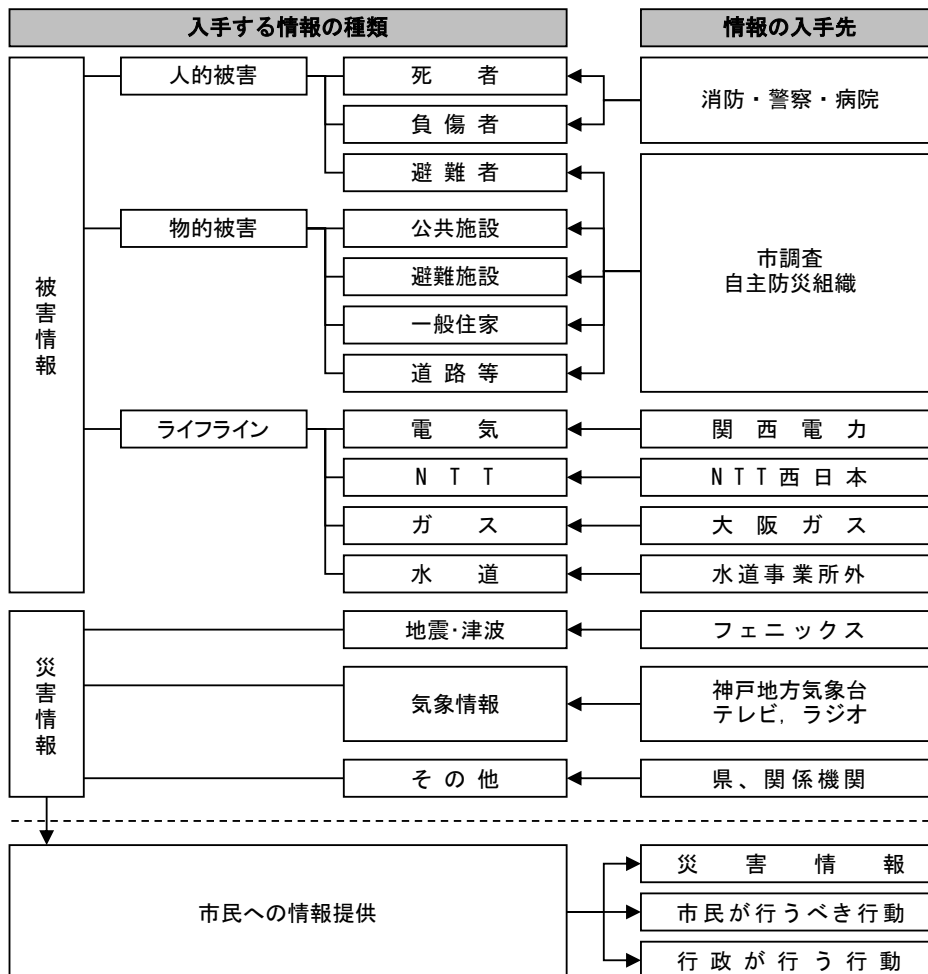 入手する情報の種類
情報の入手先
被害情報
人的被害
死者
負傷者
避難者
消防・警察・病院
物的被害
公共施設
避難施設
一般住家
道路等
市調査
自主防災組織
ライフライン
電気
関西電力
NTT
NTT西日本
ガス
大阪ガス
水道
水道事業所外
災害情報
地震・津波
フェニックス
気象情報
神戸地方気象台
テレビ，ラジオ
その他
県、関係機関
市民への情報提供
災害情報
市民が行うべき行動
行政が行う行動